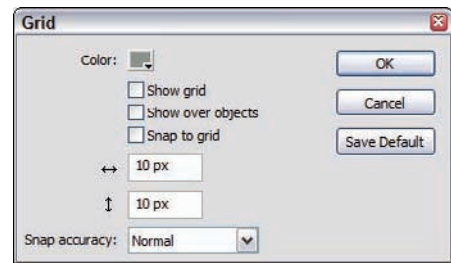 Grid
Color:
OK
Show grid
Cancel
Show over objects
Snap to grid
Save Default
10 px
10 px
Snap accuracy: Normal